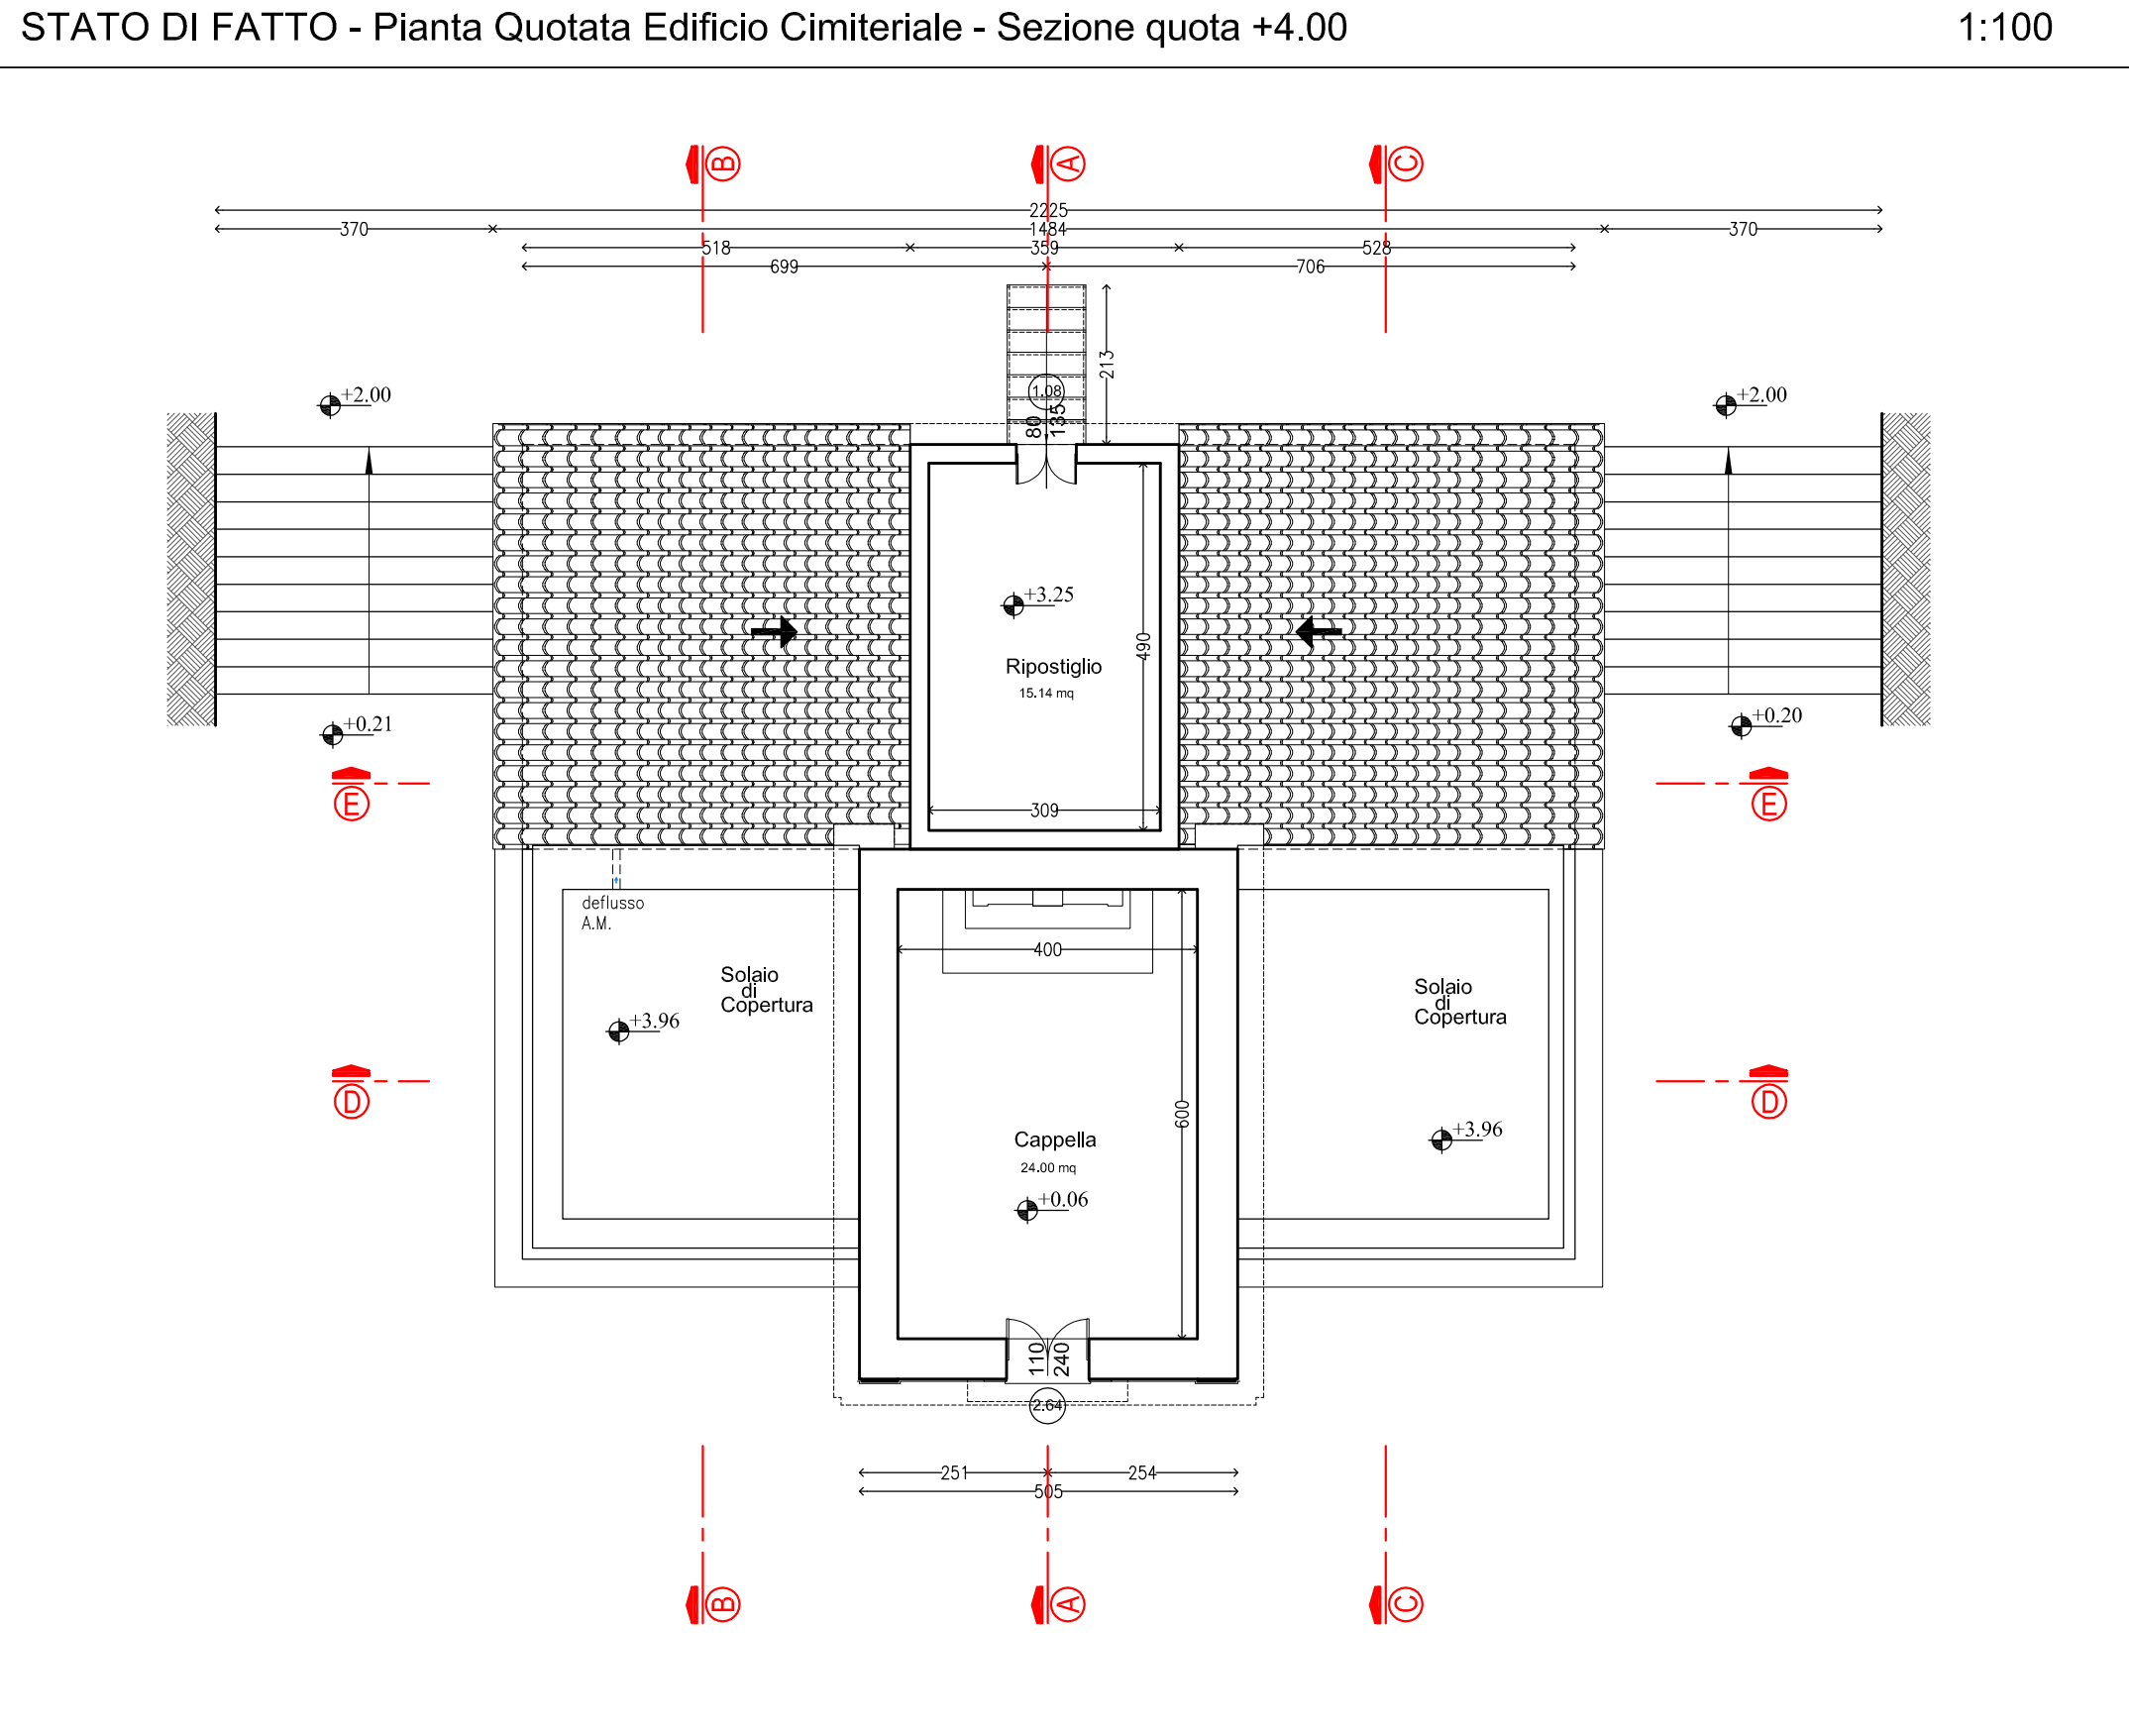 STATO DI FATTO - Pianta Quotata Edificio Cimiteriale - Sezione quota +4.00
1:100
B
A
C
2225
370
1484
370
518
359
528
699
706
213
1.08
80
135
+2.00
+2.00
+3.25
490
Ripostiglio
15.14 mq
+0.21
+0.20
E
E
309
deflusso
A.M.
400
Solaio
di
Copertura
Solaio
di
Copertura
+3.96
D
D
600
Cappella
24.00 mq
+3.96
+0.06
110
240
2.64
251
254
505
B
A
C